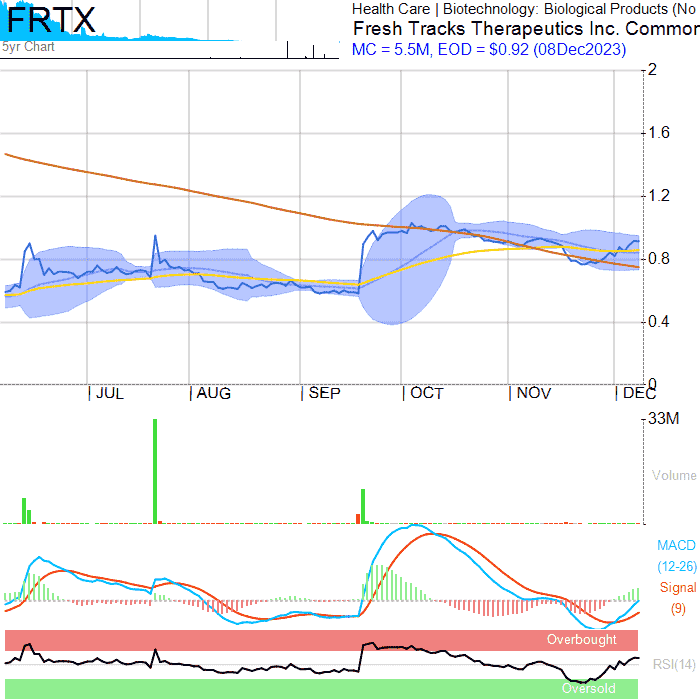 FRTX
5yr Chart
Health Care | Biotechnology: Biological Products (No
Fresh Tracks Therapeutics Inc. Common
MC = 5.5M, EOD = $0.92 (08Dec2023)
2
1.6
1.2
0.8
0.4
0
JUL AUG SEP OCT NOV DEC
33M
Volume
MACD
(12-26)
Signal
(9)
Overbought
RSI(14)
Oversold